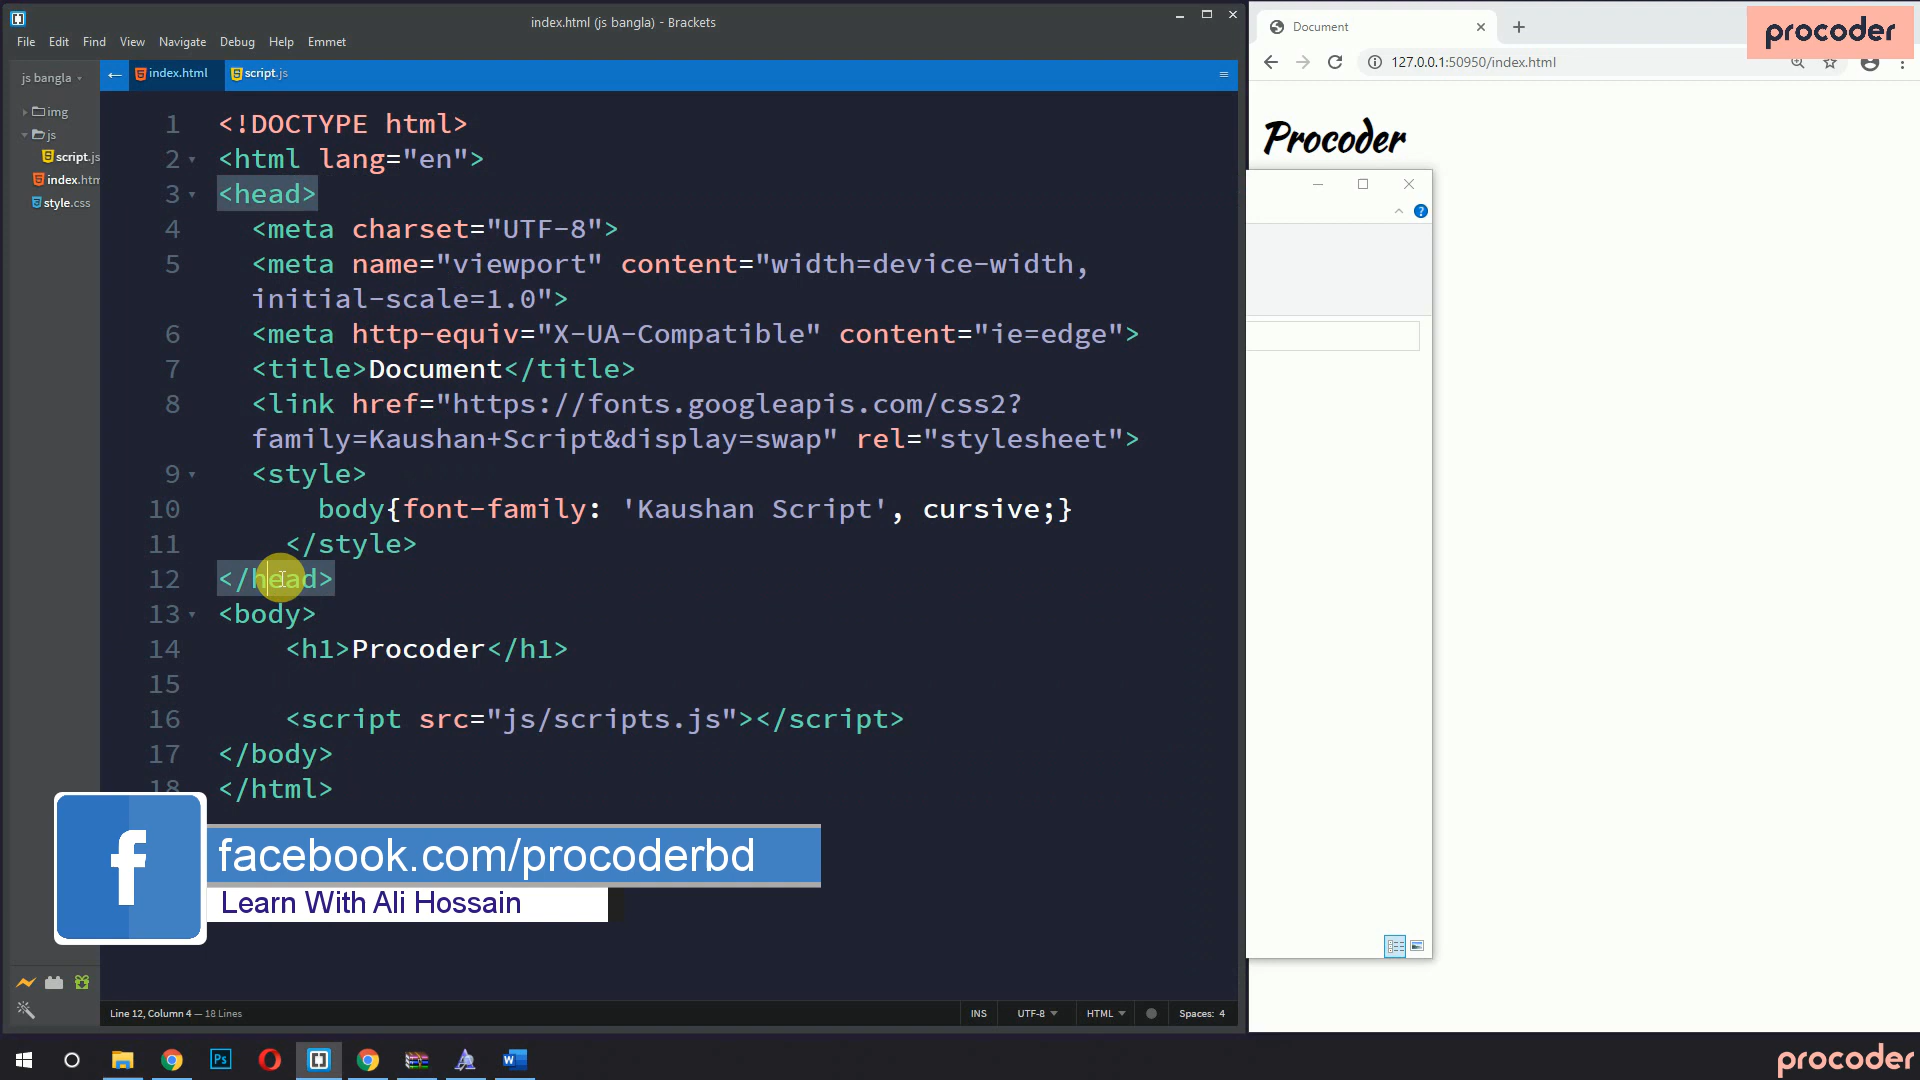 index.html (js bangla) - Brackets
File Edit Find View Navigate Debug Help Emmet
js bangla
img
js
script.js
index.htm
style.css
index.html
script.js
1 <!DOCTYPE html>
2 <html lang="en">
3 <head>
4 <meta charset="UTF-8">
5 <meta name="viewport" content="width=device-width,
initial-scale=1.0">
6 <meta http-equiv="X-UA-Compatible" content="ie=edge">
7 <title>Document</title>
8 <link href="https://fonts.googleapis.com/css2?
family=Kaushan+Script&display=swap" rel="stylesheet">
9 <style>
10 body{font-family: 'Kaushan Script', cursive;}
11 </style>
12 </head>
13 <body>
14 <h1>Procoder</h1>
15
16 <script src="js/scripts.js"></script>
17 </body>
18 </html>
f
facebook.com/procoderbd
Learn With Ali Hossain
Line 12, Column 4 — 18 Lines
INS UTF-8 HTML Spaces: 4
Document
procoder
127.0.0.1:50950/index.html
Procoder
Ps
procoder